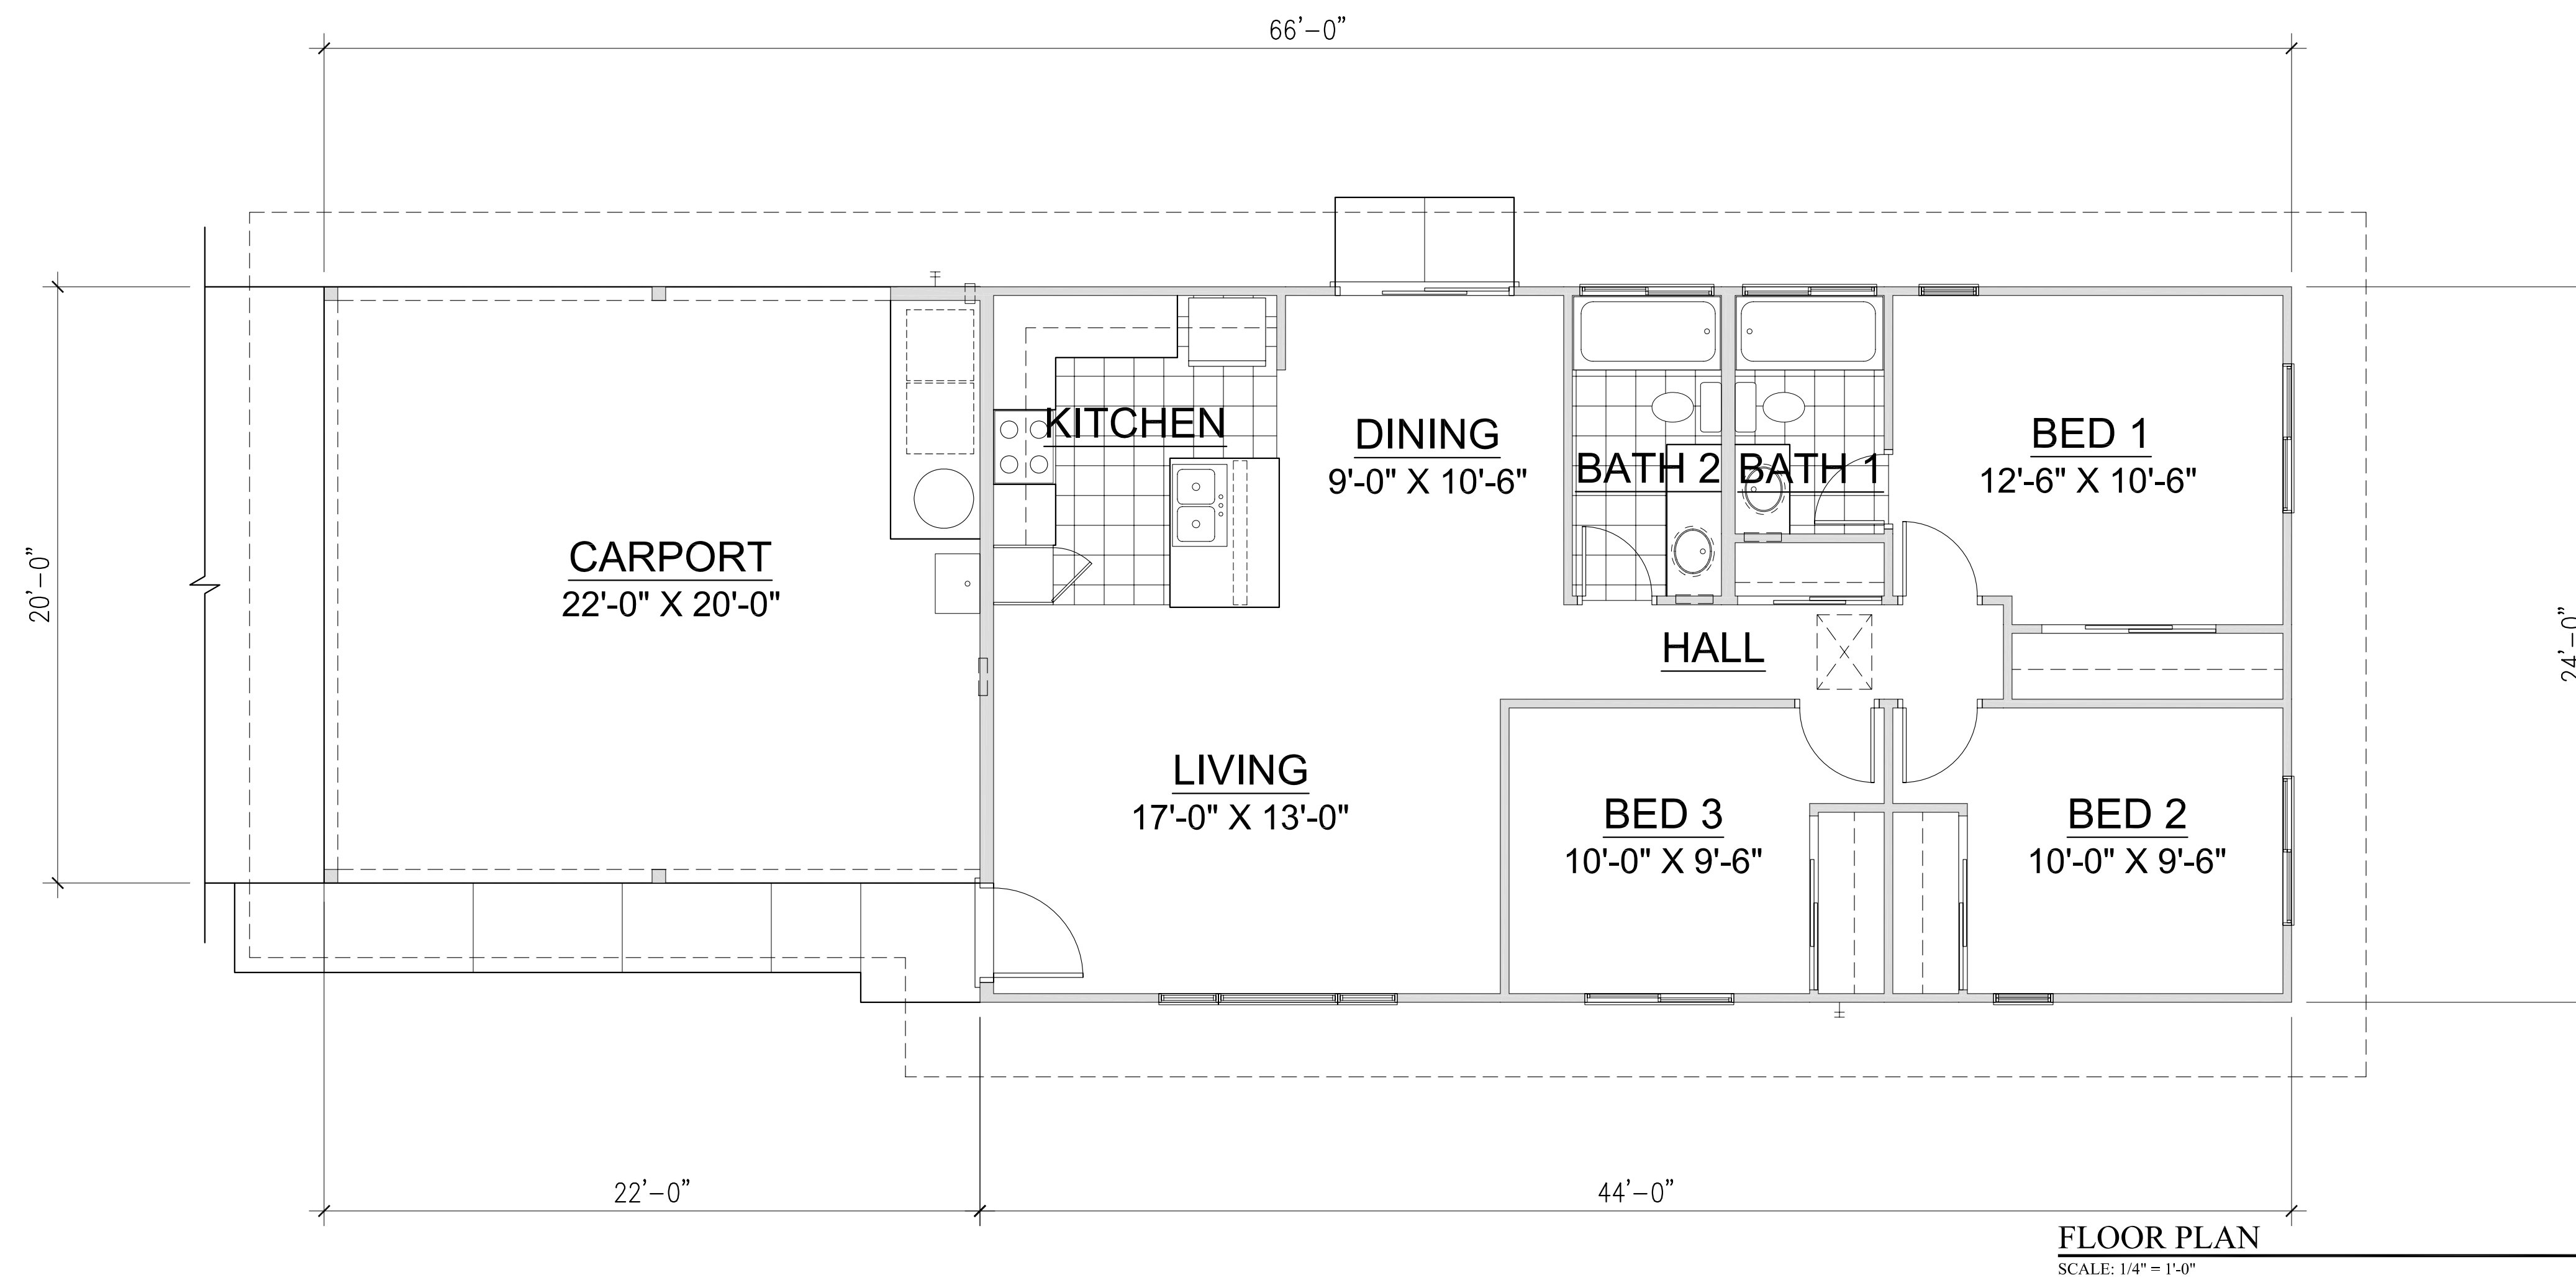 66'-0"
20'-0"
KITCHEN
DINING
9'-0" X 10'-6"
BATH 2
BATH 1
BED 1
12'-6" X 10'-6"
CARPORT
22'-0" X 20'-0"
HALL
24'-0"
LIVING
17'-0" X 13'-0"
BED 3
10'-0" X 9'-6"
BED 2
10'-0" X 9'-6"
22'-0"
44'-0"
FLOOR PLAN
SCALE: 1/4" = 1'-0"